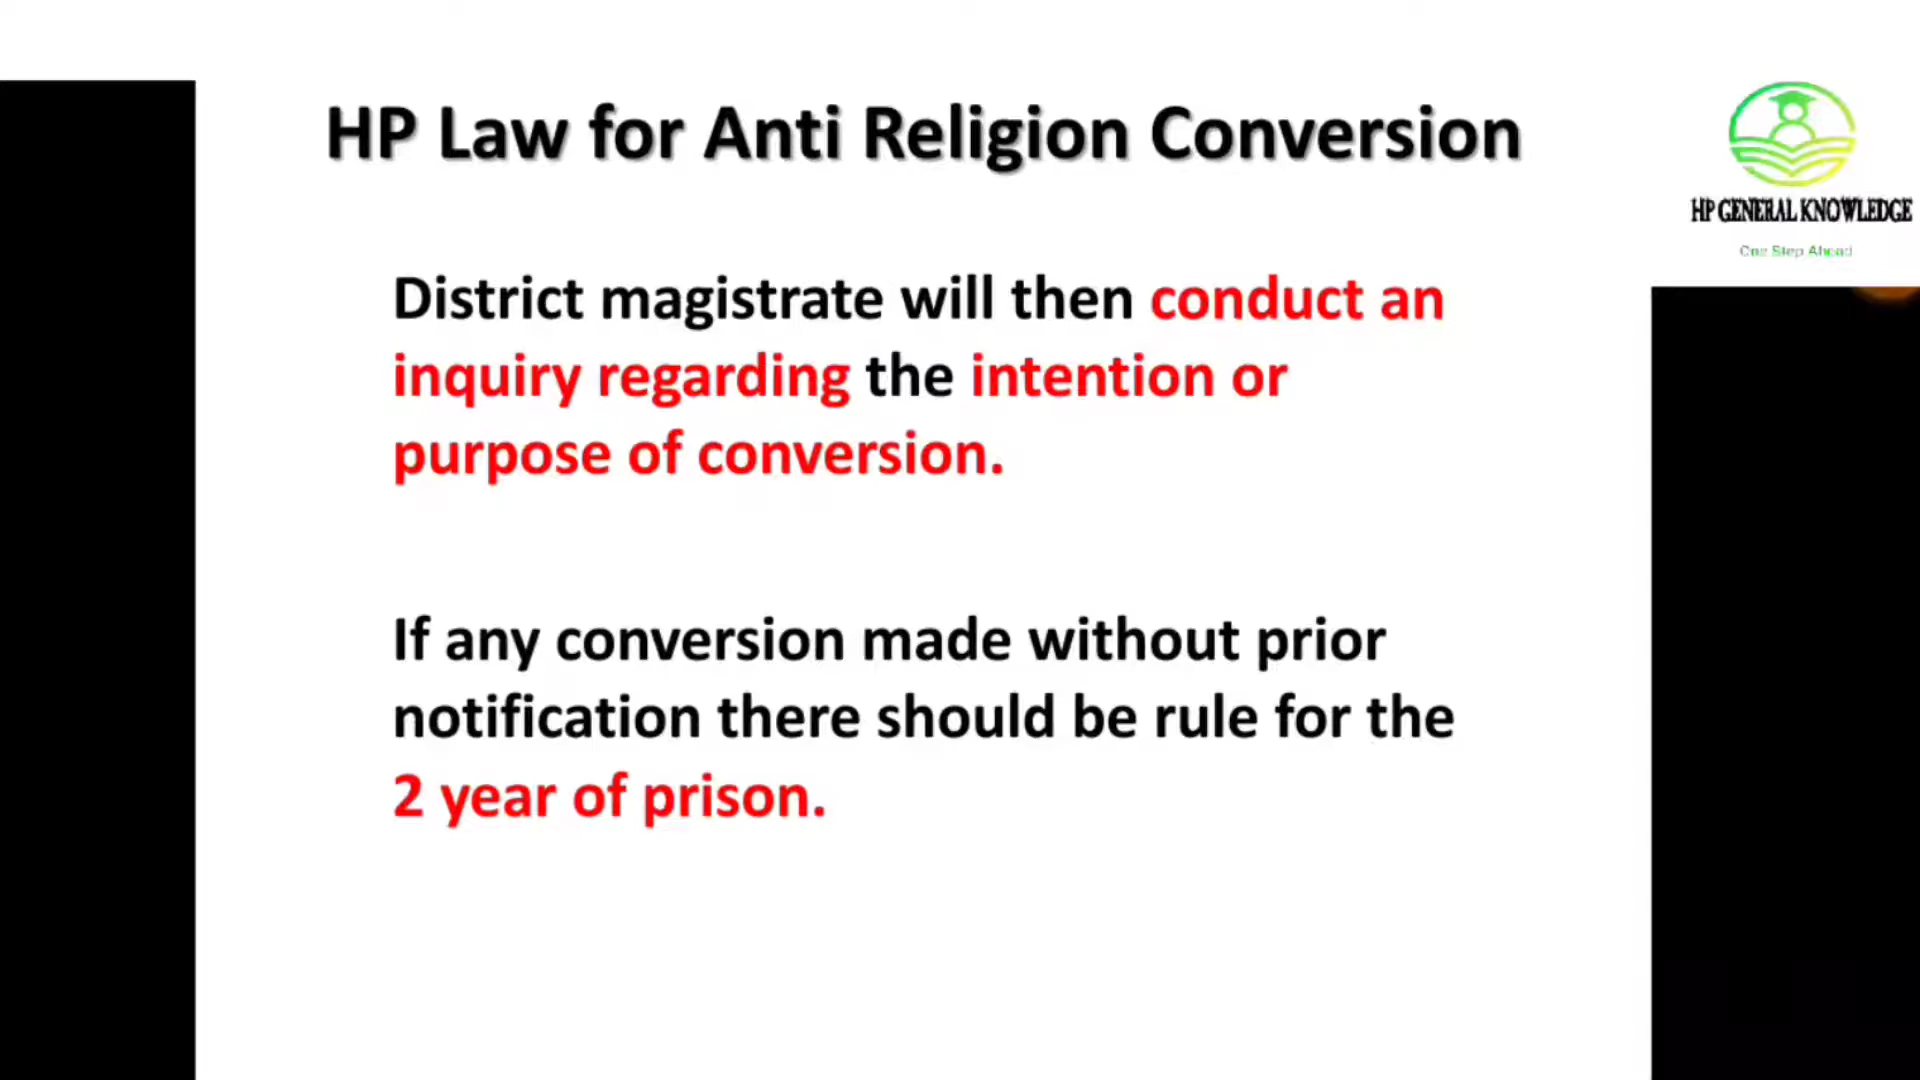 HP Law for Anti Religion Conversion
HP GENERAL KNOWLEDGE
One Step Ahead
District magistrate will then conduct an
inquiry regarding the intention or
purpose of conversion.
If any conversion made without prior
notification there should be rule for the
2 year of prison.